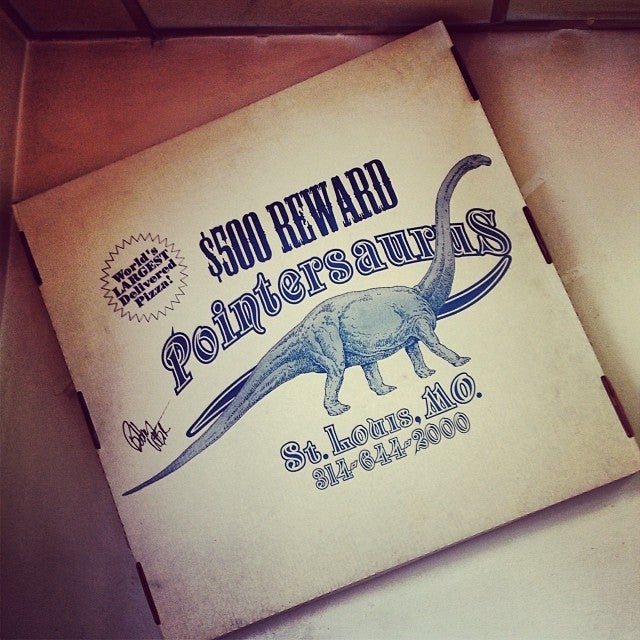 $500 REWARD
World's
LARGEST
Delivered
Pizza!
Pointersaurus
St. Louis, MO.
314-644-2000